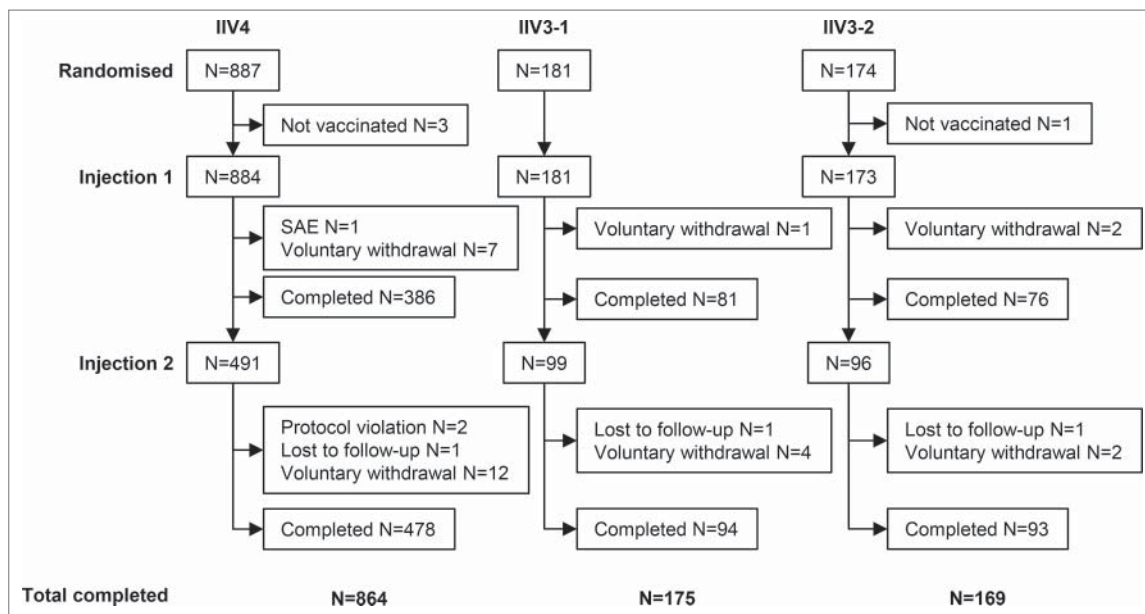 IIV4 IIV3-1 IIV3-2
Randomised N=887 N=181 N=174
Not vaccinated N=3 Not vaccinated N=1
Injection 1 N=884 N=181 N=173
SAE N=1
Voluntary withdrawal N=7
Voluntary withdrawal N=1
Voluntary withdrawal N=2
Completed N=386 Completed N=81 Completed N=76
Injection 2 N=491 N=99 N=96
Protocol violation N=2
Lost to follow-up N=1
Voluntary withdrawal N=12
Lost to follow-up N=1
Voluntary withdrawal N=4
Lost to follow-up N=1
Voluntary withdrawal N=2
Completed N=478 Completed N=94 Completed N=93
Total completed N=864 N=175 N=169